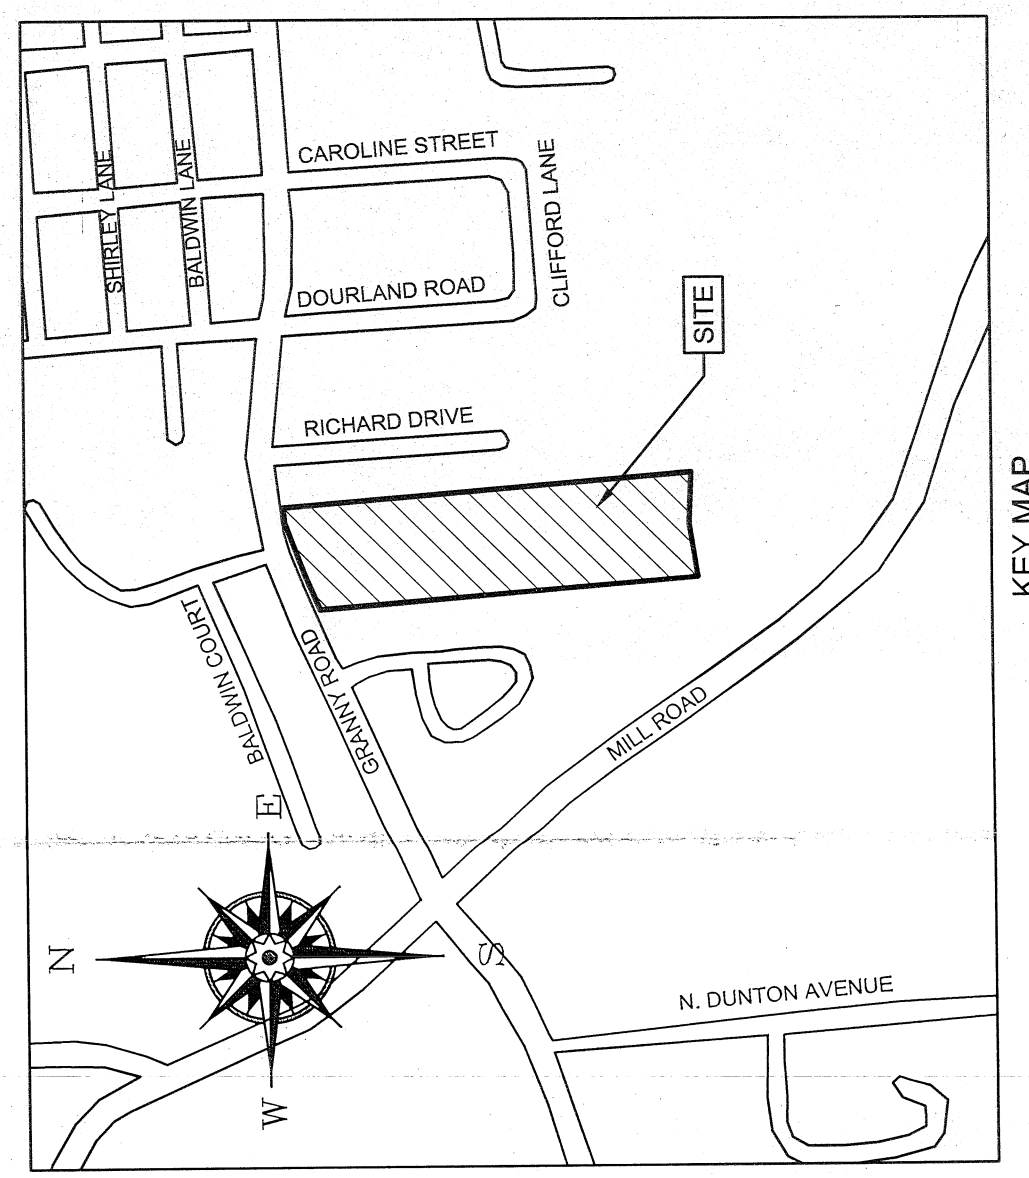 CAROLINE STREET
SHIRLEY LANE
BALDWIN LANE
CLIFFORD LANE
DOURLAND ROAD
SITE
RICHARD DRIVE
KEY MAP
BALDWIN COURT
GRANNY ROAD
MILL ROAD
E
N
S
W
N. DUNTON AVENUE